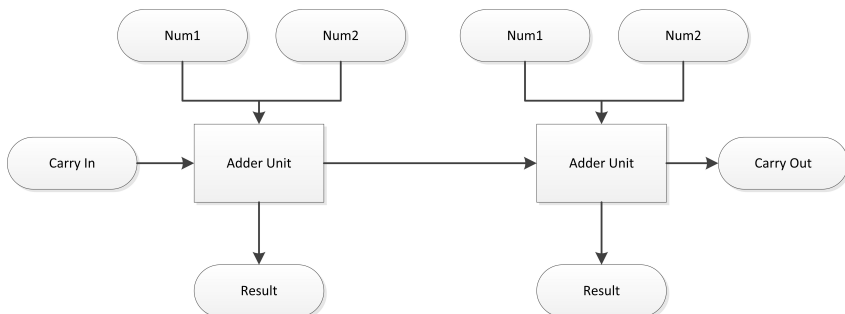 Num1
Num2
Num1
Num2
Carry In
Adder Unit
Adder Unit
Carry Out
Result
Result